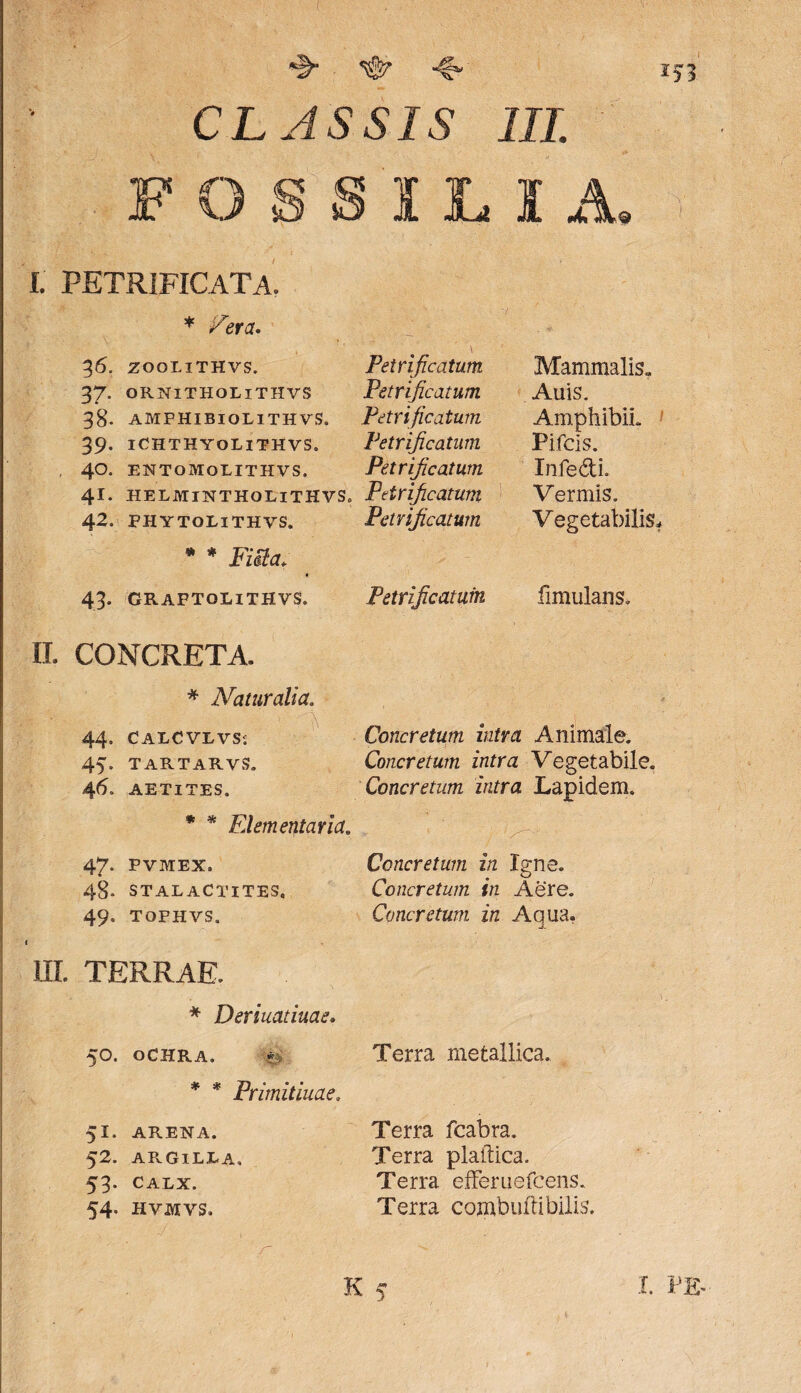 153
CLASSIS III.
FOSSILIA.
I. PETRIFICATA.
* Vera.
36. ZOOLITHVS. Petrificatum Mammalis.
37. ORNITHOLITHVS Petrificatum Auis.
38. AMPHIBIOLITHVS. Petrificatum Amphibii.
39. ICHTHYOLITHVS. Petrificatum Piſcis.
40. ENTOMOLITHVS. Petrificatum Inſecti.
41. HELMINTHOLITHVS. Petrificatum Vermis.
42. PHYTOLITHVS. Petrificatum Vegetabilis.
* * Ficta.
43. GRAPTOLITHVS. Petrificatum ſimulans.
II. CONCRETA.
* Naturalia.
44. CALCVLVS: Concretum intra Animale.
45. TARTARVS. Concretum intra Vegetabile.
46. AETITES. Concretum intra Lapidem.
* * Elementaria.
47. PVMEX. Concretum in Igne.
48. STALACTITES. Concretum in Aëre.
49. TOPHVS. Concretum in Aqua.
III. TERRAE.
* Deriuatiuae.
50. OCHRA. Terra metallica.
* * Primitiuae.
51. ARENA. Terra ſcabra.
52. ARGILLA. Terra plaſtica.
53. CALX. Terra efferueſcens.
54. HVMVS. Terra combuſtibilis.
K 5 I. PE-